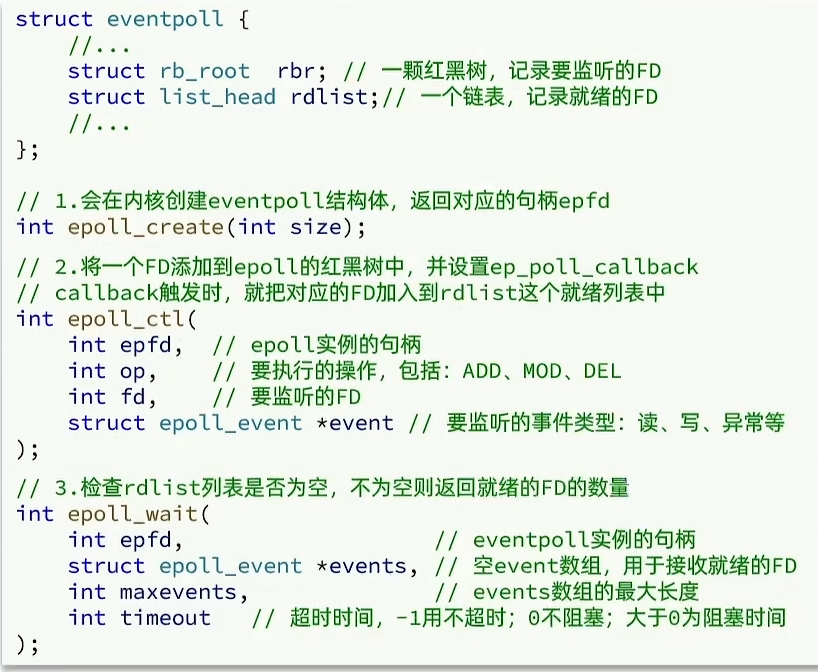 struct eventpoll {
    //...
    struct rb_root  rbr; // 一颗红黑树，记录要监听的FD
    struct list_head rdlist;// 一个链表，记录就绪的FD
    //...
};
// 1.会在内核创建eventpoll结构体，返回对应的句柄epfd
int epoll_create(int size);
// 2.将一个FD添加到epoll的红黑树中，并设置ep_poll_callback
// callback触发时，就把对应的FD加入到rdlist这个就绪列表中
int epoll_ctl(
    int epfd,  // epoll实例的句柄
    int op,    // 要执行的操作，包括：ADD、MOD、DEL
    int fd,    // 要监听的FD
    struct epoll_event *event // 要监听的事件类型：读、写、异常等
);
// 3.检查rdlist列表是否为空，不为空则返回就绪的FD的数量
int epoll_wait(
    int epfd,                   // eventpoll实例的句柄
    struct epoll_event *events, // 空event数组，用于接收就绪的FD
    int maxevents,              // events数组的最大长度
    int timeout   // 超时时间，-1用不超时；0不阻塞；大于0为阻塞时间
);